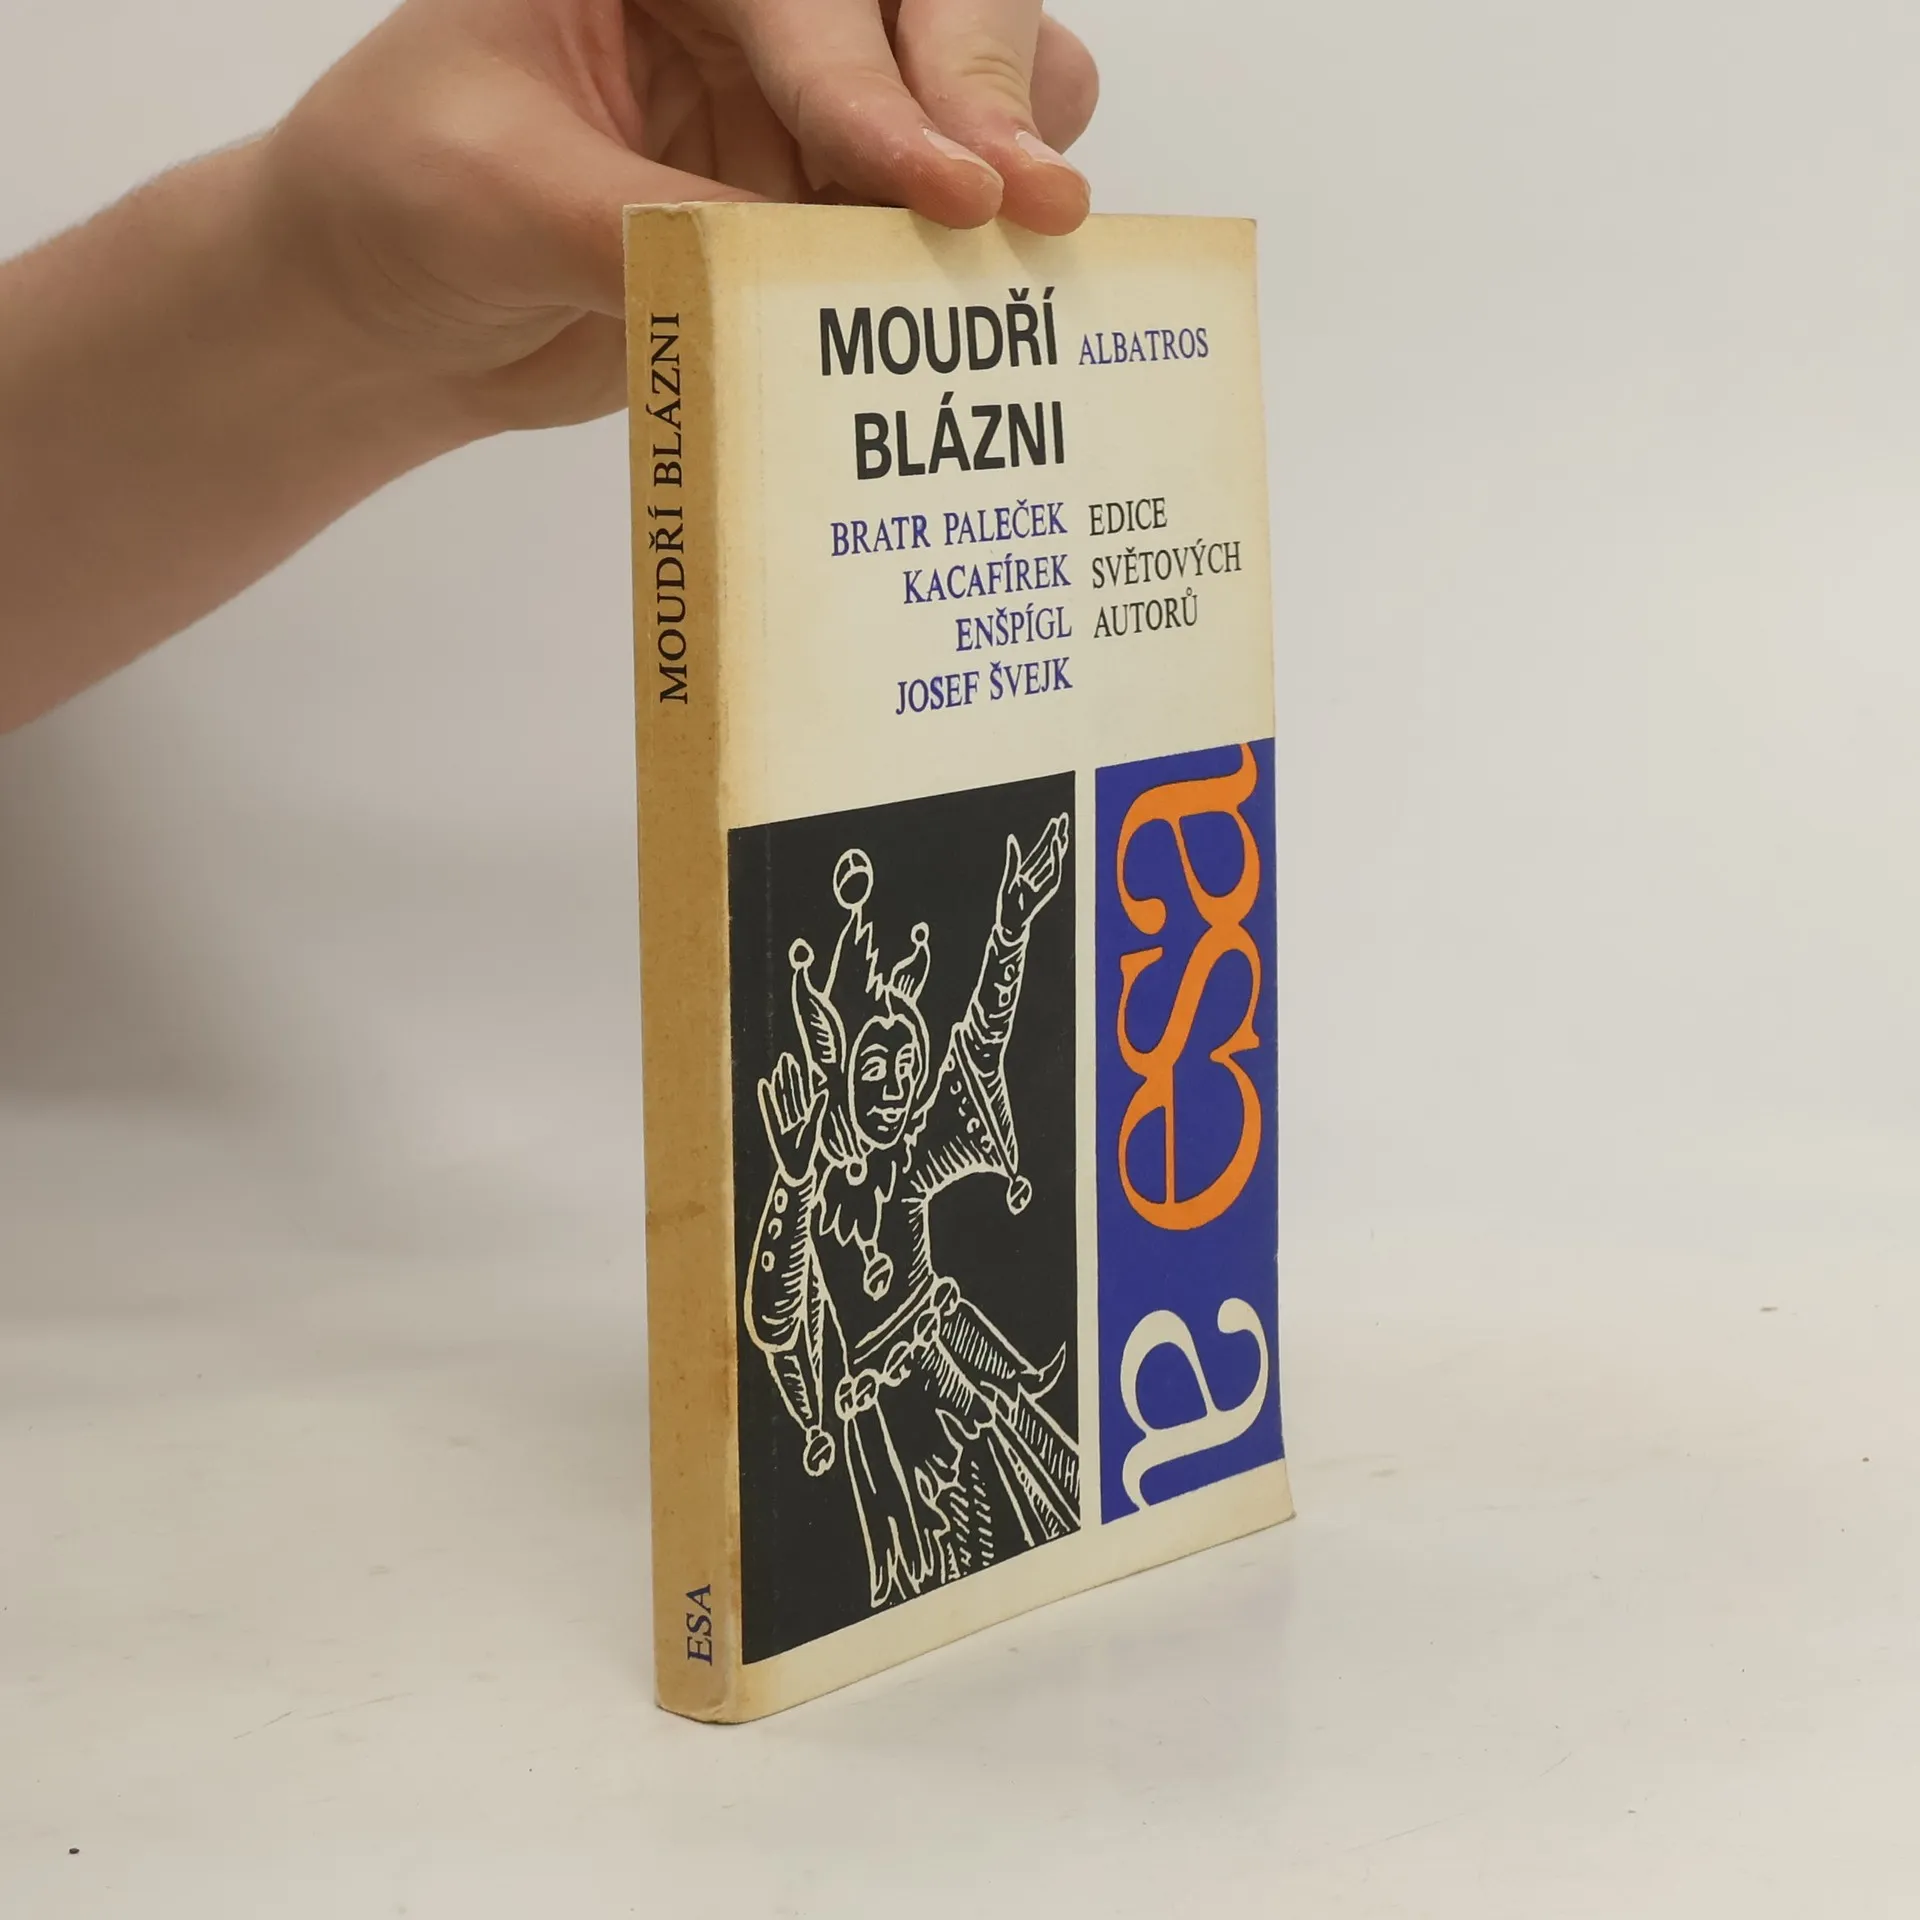 MOUDŘÍ BLÁZNI
ESA
MOUDŘÍ
BLÁZNI
ALBATROS
BRATR PALEČEK
KACAFÍREK
ENŠPÍGL
JOSEF ŠVEJK
EDICE
SVĚTOVÝCH
AUTORŮ
esa